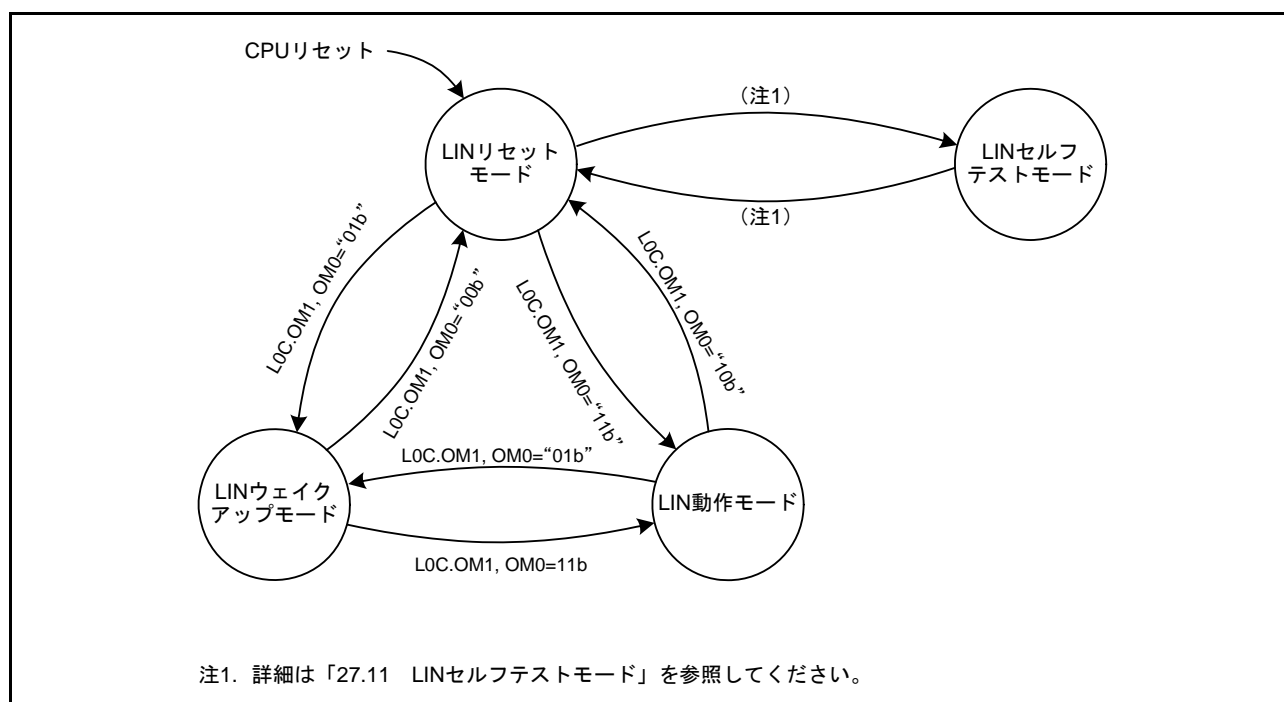 CPUリセット
LINリセット
モード
（注1）
（注1）
LINセルフ
テストモード
L0C.OM1, OM0=“01b”
L0C.OM1, OM0=“00b”
L0C.OM1, OM0=“11b”
L0C.OM1, OM0=“10b”
L0C.OM1, OM0=“01b”
LINウェイク
アップモード
LIN動作モード
L0C.OM1, OM0=11b
注1. 詳細は「27.11　LINセルフテストモード」を参照してください。